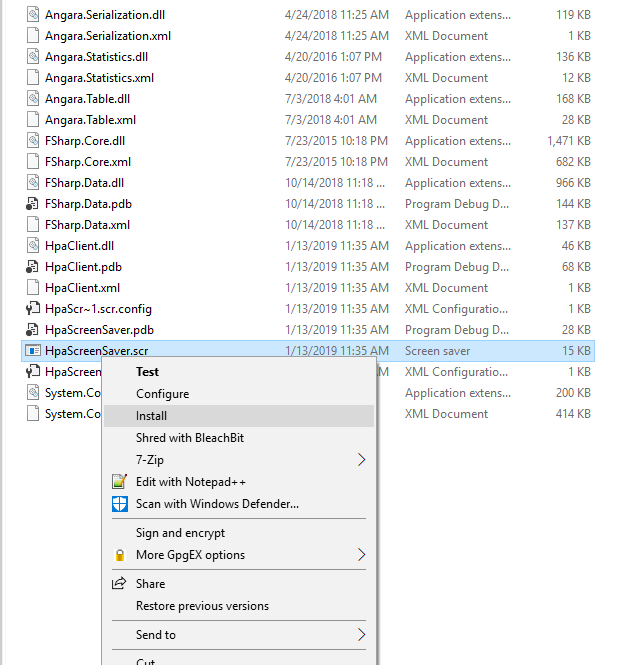 Angara.Serialization.dll 4/24/2018 11:25 AM Application extens... 119 KB
Angara.Serialization.xml 4/24/2018 11:25 AM XML Document 1 KB
Angara.Statistics.dll 4/20/2016 1:07 PM Application extens... 136 KB
Angara.Statistics.xml 4/20/2016 1:07 PM XML Document 12 KB
Angara.Table.dll 7/3/2018 4:01 AM Application extens... 168 KB
Angara.Table.xml 7/3/2018 4:01 AM XML Document 28 KB
FSharp.Core.dll 7/23/2015 10:18 PM Application extens... 1,471 KB
FSharp.Core.xml 7/23/2015 10:18 PM XML Document 682 KB
FSharp.Data.dll 10/14/2018 11:18 ... Application extens... 966 KB
FSharp.Data.pdb 10/14/2018 11:18 ... Program Debug D... 144 KB
FSharp.Data.xml 10/14/2018 11:18 ... XML Document 137 KB
HpaClient.dll 1/13/2019 11:35 AM Application extens... 46 KB
HpaClient.pdb 1/13/2019 11:35 AM Program Debug D... 68 KB
HpaClient.xml 1/13/2019 11:35 AM XML Document 1 KB
HpaScr~1.scr.config 1/13/2019 11:35 AM XML Configuratio... 1 KB
HpaScreenSaver.pdb 1/13/2019 11:35 AM Program Debug D... 28 KB
HpaScreenSaver.scr 1/13/2019 11:35 AM Screen saver 15 KB
HpaScreen M XML Configuratio... 1 KB
System.Co Application extens... 200 KB
System.Co XML Document 414 KB
Test
Configure
Install
Shred with BleachBit
7-Zip
Edit with Notepad++
Scan with Windows Defender...
Sign and encrypt
More GpgEX options
Share
Restore previous versions
Send to
Cut